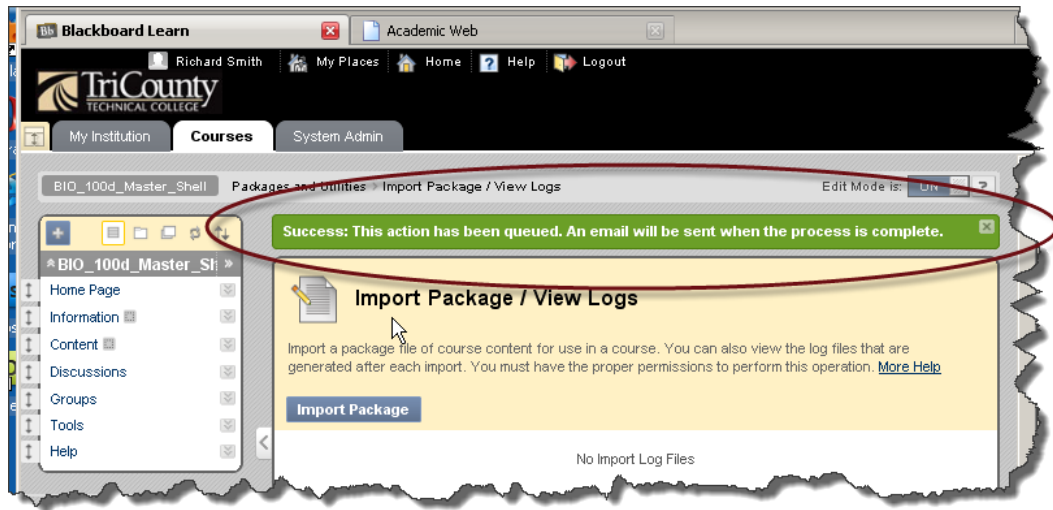 Bb Blackboard Learn Academic Web
Richard Smith My Places Home ? Help Logout
TriCounty
TECHNICAL COLLEGE
My Institution Courses System Admin
BIO_100d_Master_Shell Packages and Utilities > Import Package / View Logs Edit Mode is: ON ?
Success: This action has been queued. An email will be sent when the process is complete.
BIO_100d_Master_Sh
Import Package / View Logs
Home Page
Information
Content
Discussions
Groups
Tools
Help
Import a package file of course content for use in a course. You can also view the log files that are
generated after each import. You must have the proper permissions to perform this operation. More Help
Import Package
No Import Log Files